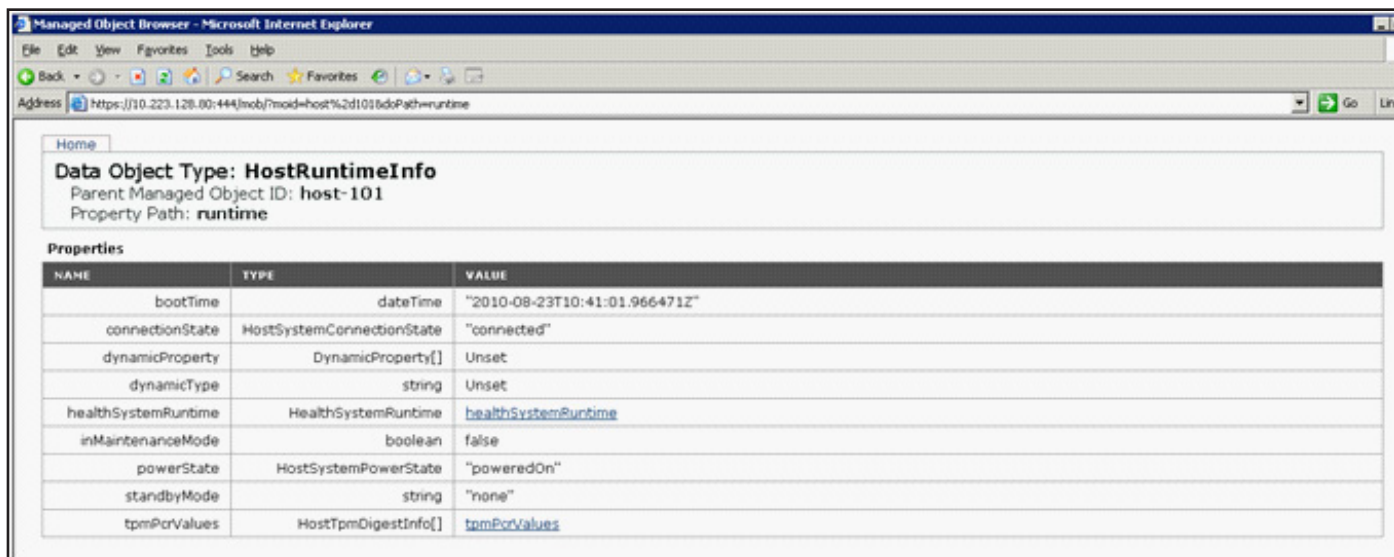 Managed Object Browser - Microsoft Internet Explorer
File Edit View Favorites Tools Help
Back Search Favorites
Address https://10.223.128.80:444/mob/?moid=host%2d101&doPath=runtime Go Lin
Home
Data Object Type: HostRuntimeInfo
Parent Managed Object ID: host-101
Property Path: runtime
Properties
NAME TYPE VALUE
bootTime dateTime "2010-08-23T10:41:01.966471Z"
connectionState HostSystemConnectionState "connected"
dynamicProperty DynamicProperty[] Unset
dynamicType string Unset
healthSystemRuntime HealthSystemRuntime healthSystemRuntime
inMaintenanceMode boolean false
powerState HostSystemPowerState "poweredOn"
standbyMode string "none"
tpmPcrValues HostTpmDigestInfo[] tpmPcrValues